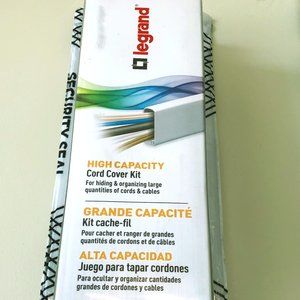 legrand
HIGH CAPACITY
Cord Cover Kit
For hiding & organizing large
quantities of cords & cables
GRANDE CAPACITÉ
Kit cache-fil
Pour cacher et ranger de grandes
quantités de cordons et de câbles
ALTA CAPACIDAD
Juego para tapar cordones
Para ocultar y organizar cantidades
grandes de cordones y cables
SECURITY SEAL